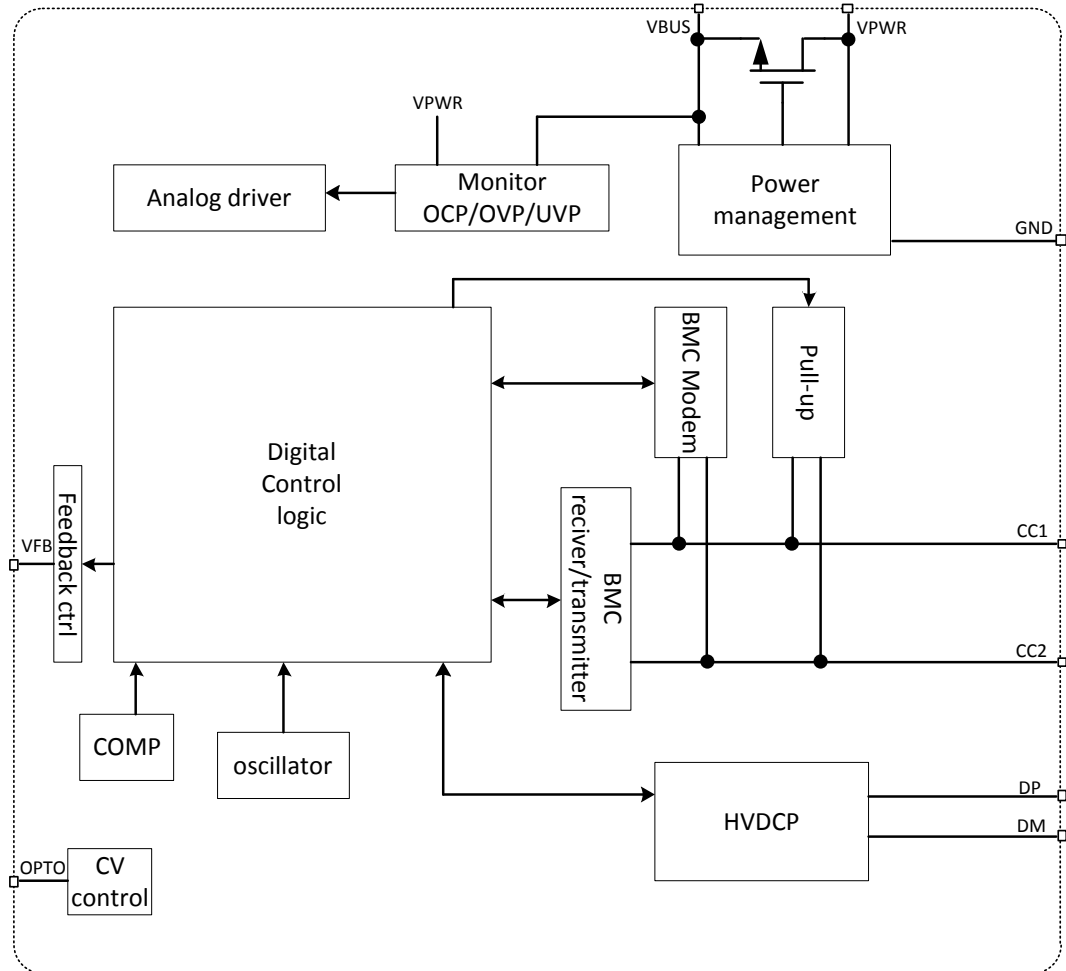 VBUS
VPWR
VPWR
Analog driver
Monitor
OCP/OVP/UVP
Power
management
GND
BMC Modem
Pull-up
Digital
Control
logic
Feedback ctrl
VFB
BMC
reciver/transmitter
CC1
CC2
COMP
oscillator
HVDCP
DP
DM
OPTO
CV
control